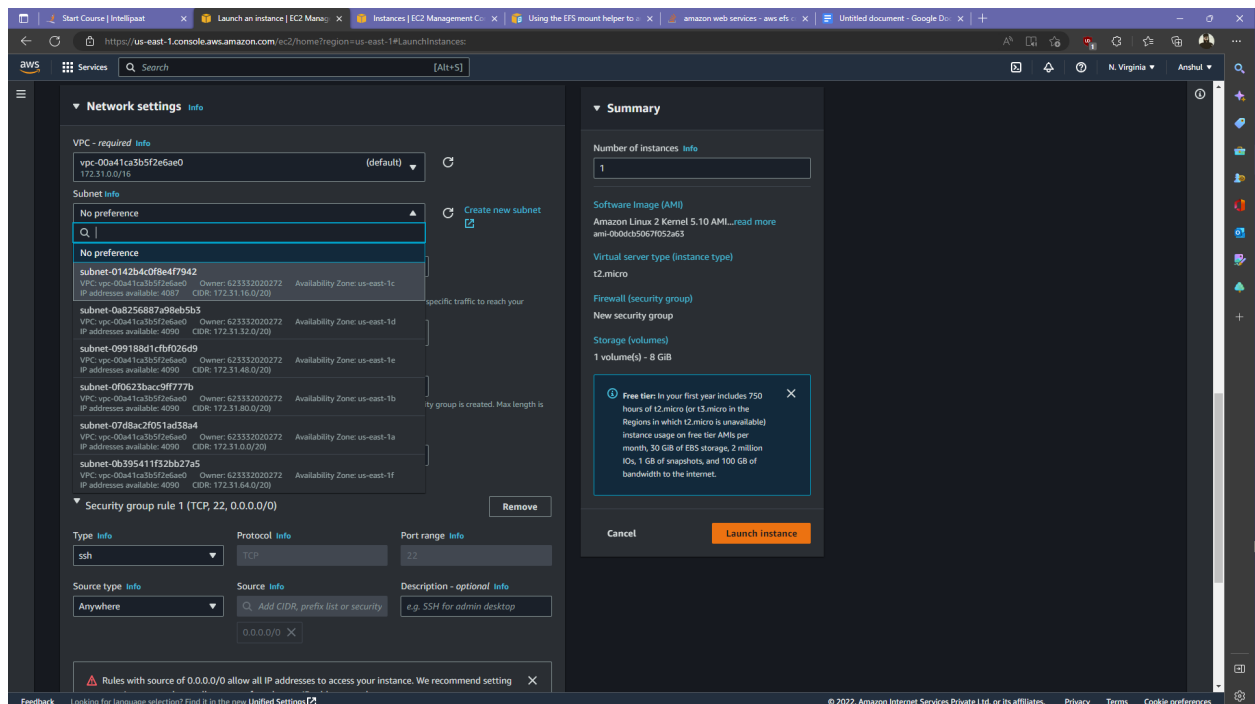 Start Course | Intellipaat
Launch an instance | EC2 Manag
Instances | EC2 Management Co
Using the EFS mount helper to a
amazon web services - aws efs
Untitled document - Google Do
https://us-east-1.console.aws.amazon.com/ec2/home?region=us-east-1#LaunchInstances:
aws
Services
Search
[Alt+S]
N. Virginia
Anshul
Network settings Info
VPC - required Info
vpc-00a41ca3b5f2e6ae0 (default)
172.31.0.0/16
Subnet Info
No preference
Create new subnet
No preference
subnet-0142b4c0f8e4f7942
VPC: vpc-00a41ca3b5f2e6ae0 Owner: 623332020272 Availability Zone: us-east-1c
IP addresses available: 4087 CIDR: 172.31.16.0/20)
specific traffic to reach your
subnet-0a8256887a98eb5b3
VPC: vpc-00a41ca3b5f2e6ae0 Owner: 623332020272 Availability Zone: us-east-1d
IP addresses available: 4090 CIDR: 172.31.32.0/20)
subnet-099188d1cfbf026d9
VPC: vpc-00a41ca3b5f2e6ae0 Owner: 623332020272 Availability Zone: us-east-1e
IP addresses available: 4090 CIDR: 172.31.48.0/20)
subnet-0f0623bacc9ff777b
VPC: vpc-00a41ca3b5f2e6ae0 Owner: 623332020272 Availability Zone: us-east-1b
IP addresses available: 4090 CIDR: 172.31.80.0/20)
ity group is created. Max length is
subnet-07d8ac2f051ad38a4
VPC: vpc-00a41ca3b5f2e6ae0 Owner: 623332020272 Availability Zone: us-east-1a
IP addresses available: 4090 CIDR: 172.31.0.0/20)
subnet-0b395411f32bb27a5
VPC: vpc-00a41ca3b5f2e6ae0 Owner: 623332020272 Availability Zone: us-east-1f
IP addresses available: 4090 CIDR: 172.31.64.0/20)
Security group rule 1 (TCP, 22, 0.0.0.0/0)
Remove
Type Info
Protocol Info
Port range Info
ssh
TCP
22
Source type Info
Source Info
Description - optional Info
Anywhere
Add CIDR, prefix list or security
e.g. SSH for admin desktop
0.0.0.0/0
Rules with source of 0.0.0.0/0 allow all IP addresses to access your instance. We recommend setting
Summary
Number of instances Info
1
Software Image (AMI)
Amazon Linux 2 Kernel 5.10 AMI...read more
ami-0b0dcb5067f052a63
Virtual server type (instance type)
t2.micro
Firewall (security group)
New security group
Storage (volumes)
1 volume(s) - 8 GiB
Free tier: In your first year includes 750
hours of t2.micro (or t3.micro in the
Regions in which t2.micro is unavailable)
instance usage on free tier AMIs per
month, 30 GiB of EBS storage, 2 million
IOs, 1 GB of snapshots, and 100 GB of
bandwidth to the internet.
Cancel
Launch instance
Feedback
Looking for language selection? Find it in the new Unified Settings
© 2022, Amazon Internet Services Private Ltd. or its affiliates.
Privacy
Terms
Cookie preferences